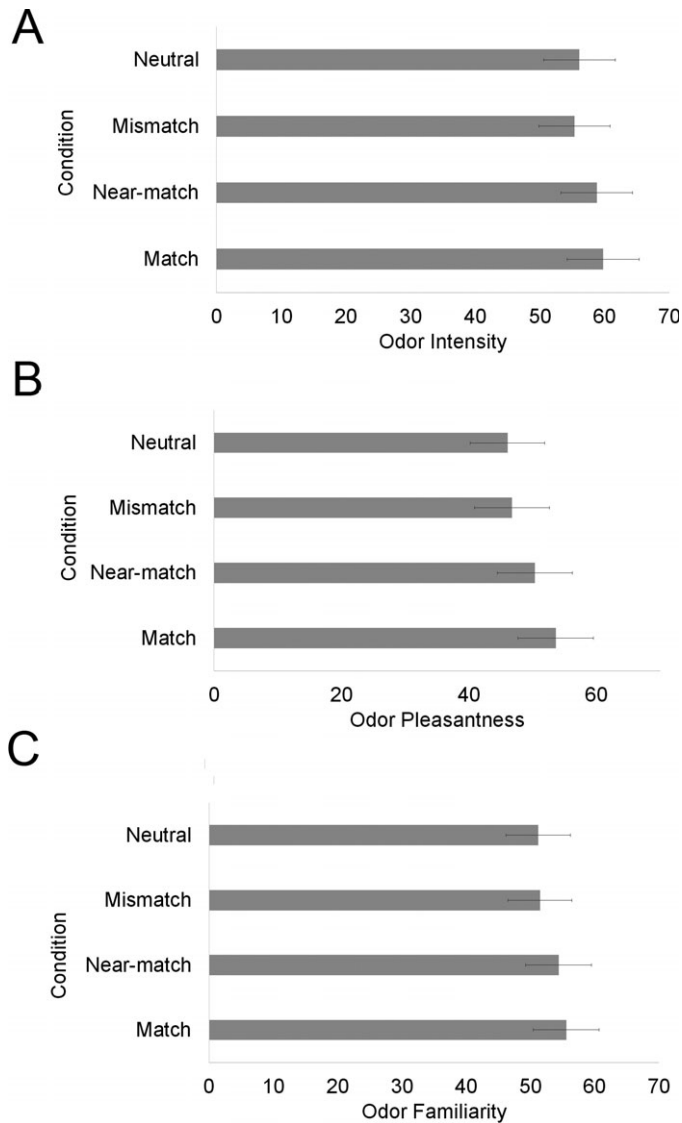 A
Neutral
Mismatch
Near-match
Match
Condition
0 10 20 30 40 50 60 70
Odor Intensity
B
Neutral
Mismatch
Near-match
Match
Condition
0 20 40 60
Odor Pleasantness
C
Neutral
Mismatch
Near-match
Match
Condition
0 10 20 30 40 50 60 70
Odor Familiarity